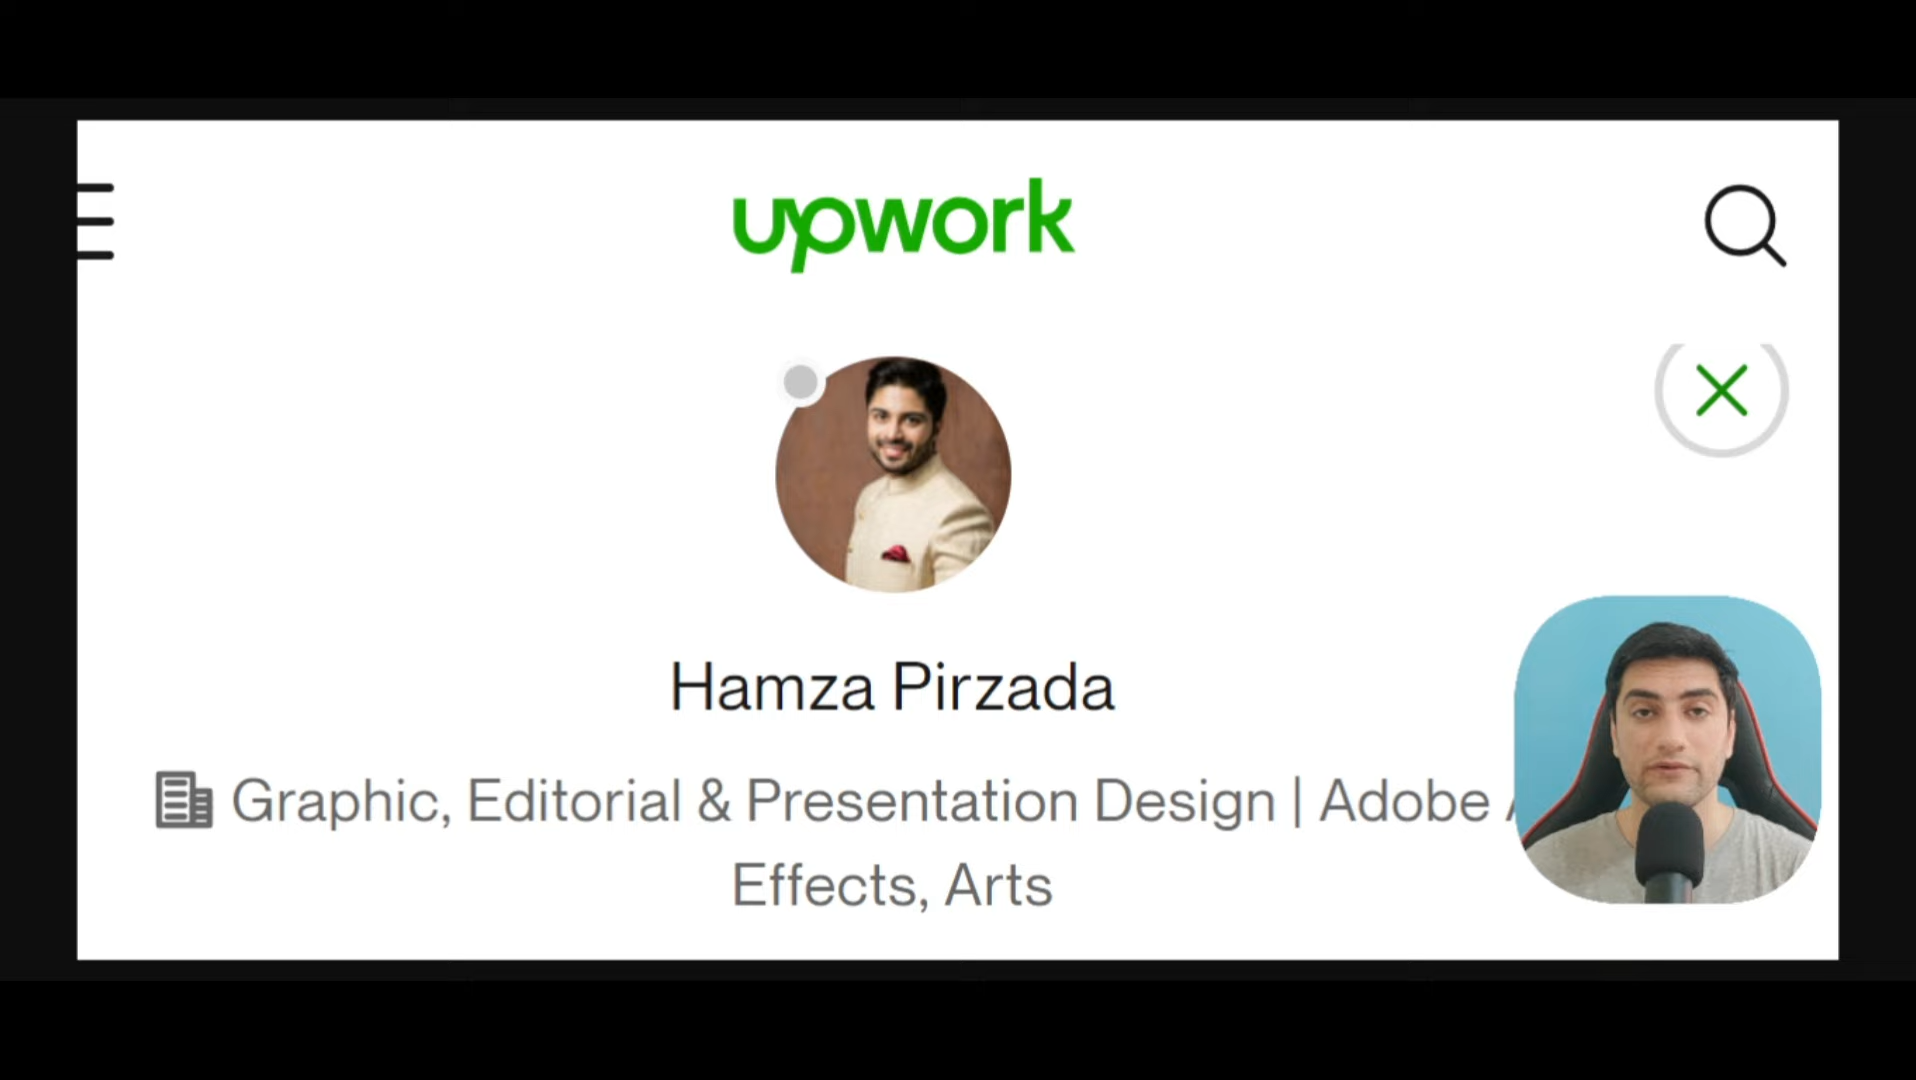 upwork
Hamza Pirzada
Graphic, Editorial & Presentation Design | Adobe
Effects, Arts